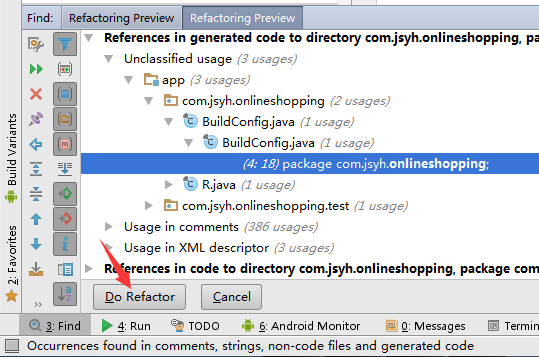 Find: Refactoring Preview Refactoring Preview
References in generated code to directory com.jsyh.onlineshopping, pa
Unclassified usage (3 usages)
app (3 usages)
com.jsyh.onlineshopping (2 usages)
BuildConfig.java (1 usage)
BuildConfig.java (1 usage)
(4: 18) package com.jsyh.onlineshopping;
R.java (1 usage)
com.jsyh.onlineshopping.test (1 usage)
Usage in comments (386 usages)
Usage in XML descriptor (3 usages)
References in code to directory com.jsyh.onlineshopping, package com
Build Variants
2: Favorites
Do Refactor Cancel
3: Find 4: Run TODO 6: Android Monitor 0: Messages Termin
Occurrences found in comments, strings, non-code files and generated code